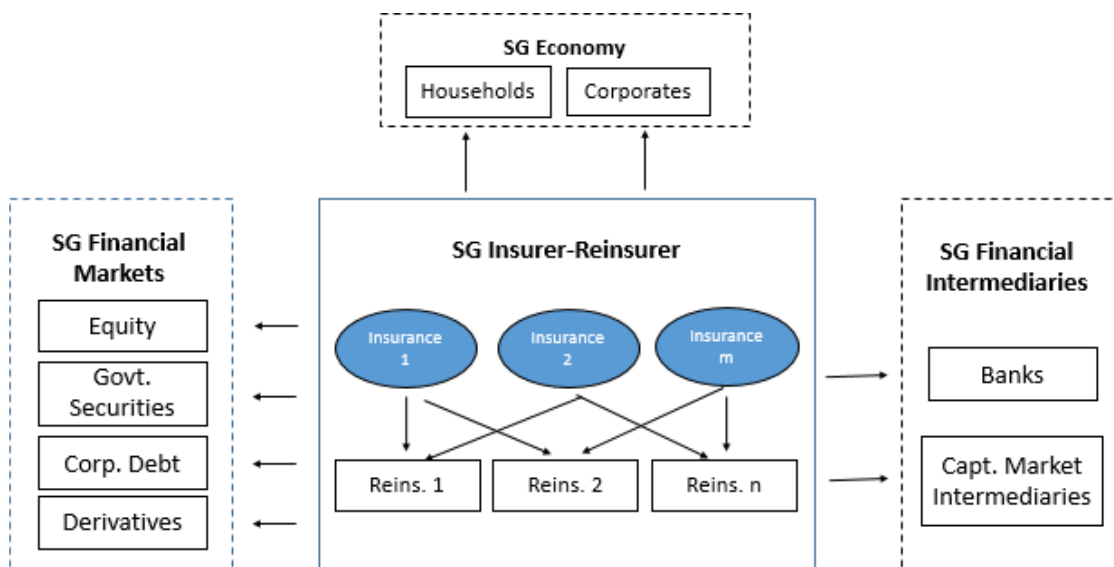 SG Economy
Households
Corporates
SG Financial
Markets
Equity
Govt.
Securities
Corp. Debt
Derivatives
SG Insurer-Reinsurer
Insurance
1
Insurance
2
Insurance
m
Reins. 1
Reins. 2
Reins. n
SG Financial
Intermediaries
Banks
Capt. Market
Intermediaries